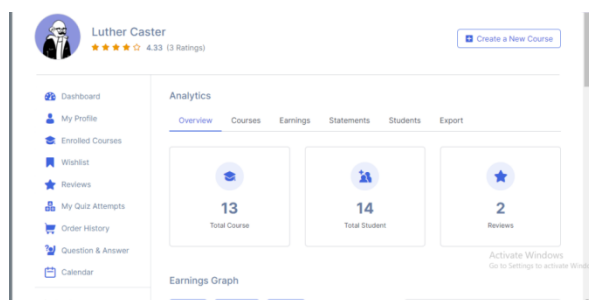 Luther Caster
4.33 (3 Ratings)
Create a New Course
Dashboard
My Profile
Enrolled Courses
Wishlist
Reviews
My Quiz Attempts
Order History
Question & Answer
Calendar
Analytics
Overview Courses Earnings Statements Students Export
13
Total Course
14
Total Student
2
Reviews
Earnings Graph
Activate Windows
Go to Settings to activate Wind